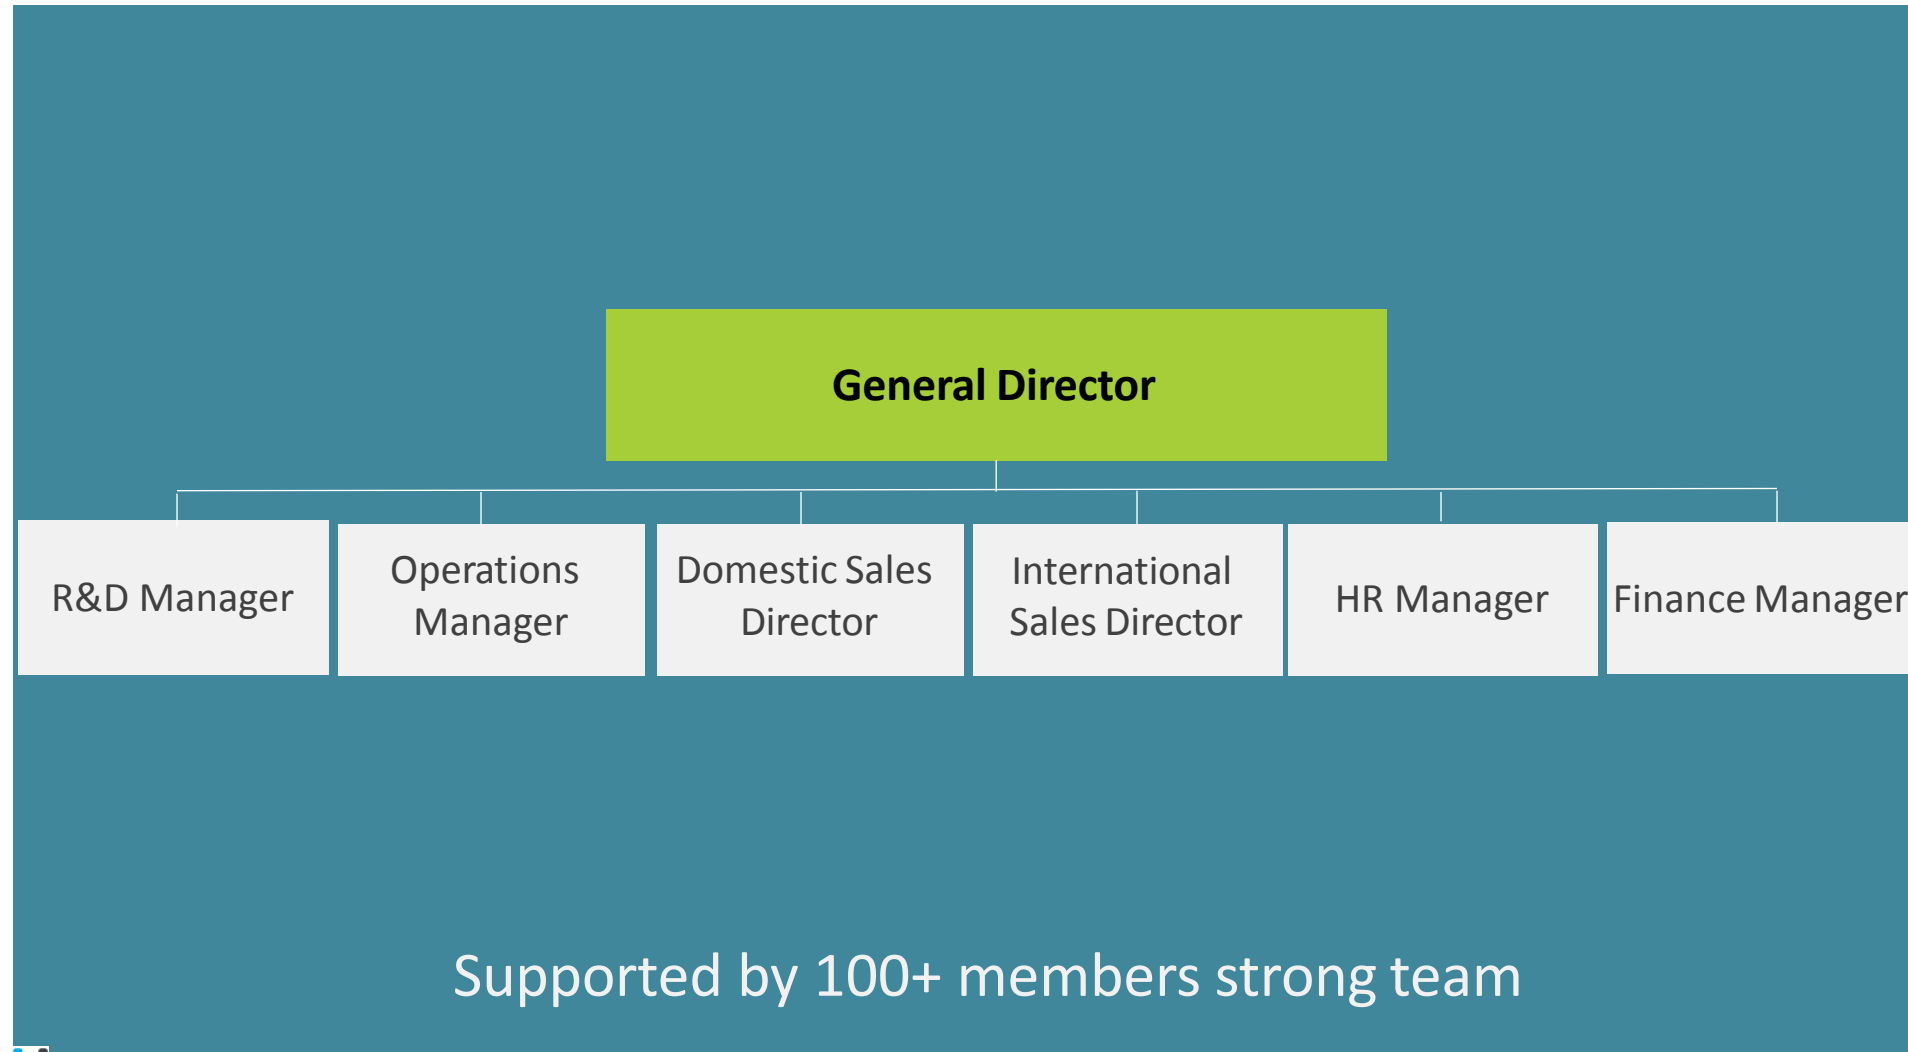 General Director
R&D Manager
Operations
Manager
Domestic Sales
Director
International
Sales Director
HR Manager
Finance Manager
Supported by 100+ members strong team